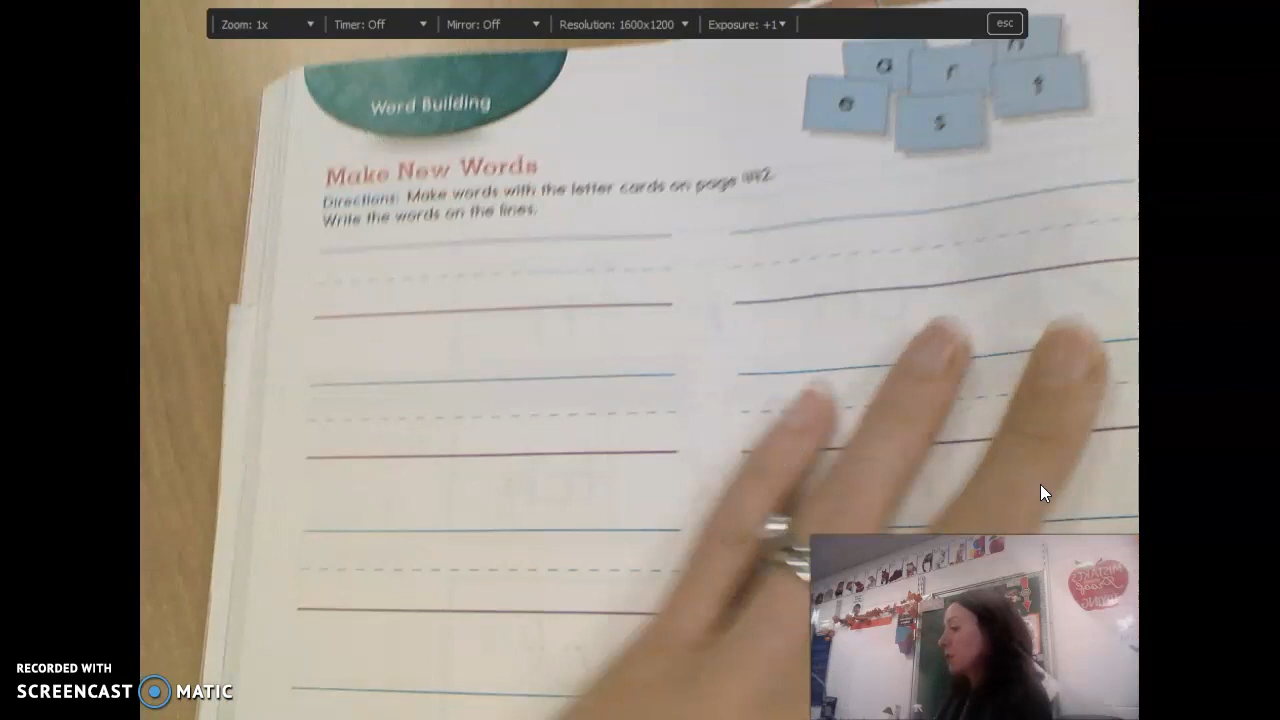 Zoom: 1x Timer: Off Mirror: Off Resolution: 1600x1200 Exposure: +1 esc
n
a r t
e s
Word Building
Make New Words
Directions: Make words with the letter cards on page
Write the words on the lines.
RECORDED WITH
SCREENCAST MATIC